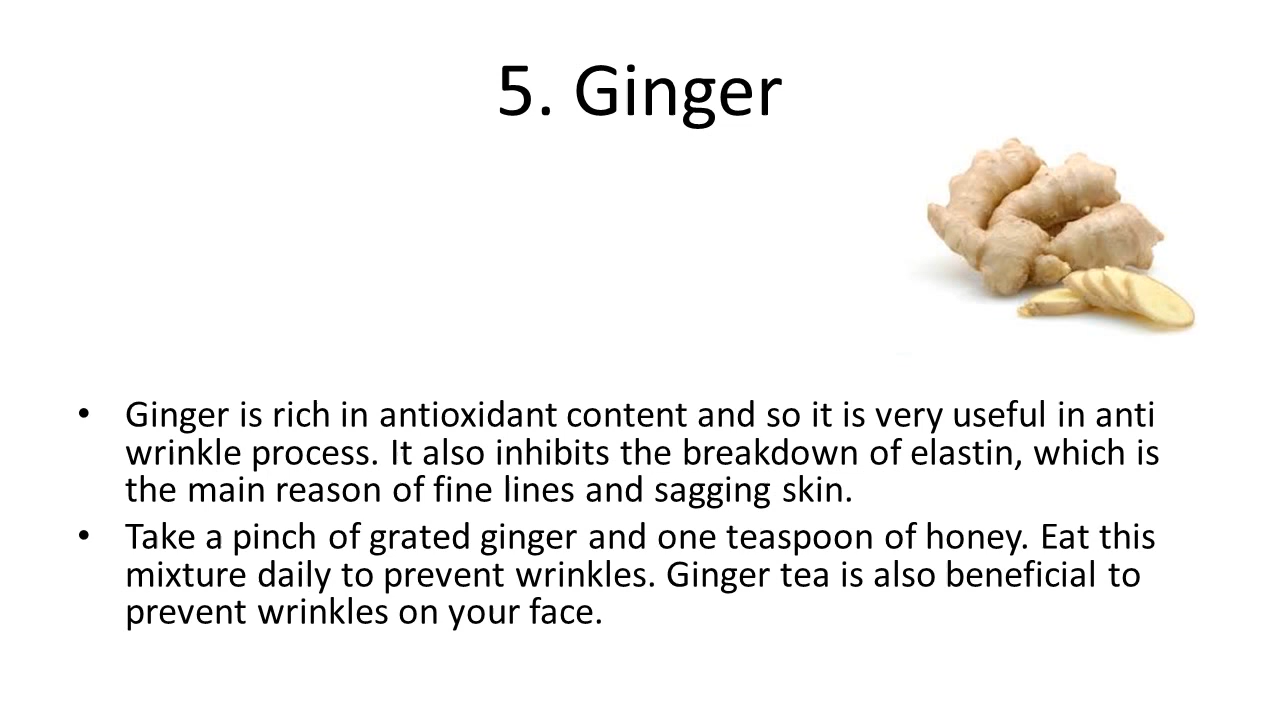 5. Ginger
• Ginger is rich in antioxidant content and so it is very useful in anti
wrinkle process. It also inhibits the breakdown of elastin, which is
the main reason of fine lines and sagging skin.
• Take a pinch of grated ginger and one teaspoon of honey. Eat this
mixture daily to prevent wrinkles. Ginger tea is also beneficial to
prevent wrinkles on your face.